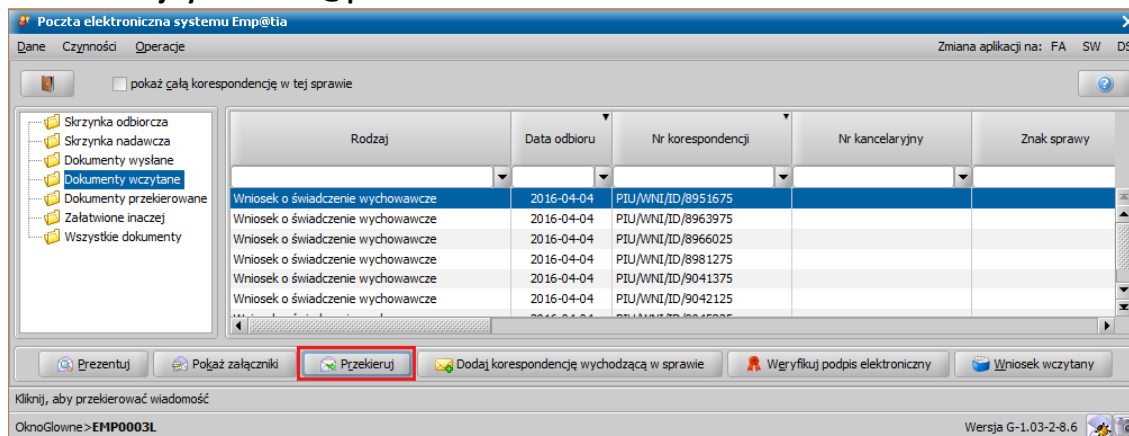 Poczta elektroniczna systemu Emp@tia
Dane Czynności Operacje Zmiana aplikacji na: FA SW DS
pokaż całą korespondencję w tej sprawie
Skrzynka odbiorcza
Skrzynka nadawcza
Dokumenty wysłane
Dokumenty wczytane
Dokumenty przekierowane
Załatwione inaczej
Wszystkie dokumenty
Rodzaj Data odbioru Nr korespondencji Nr kancelaryjny Znak sprawy
Wniosek o świadczenie wychowawcze 2016-04-04 PIU/WNI/ID/8951675
Wniosek o świadczenie wychowawcze 2016-04-04 PIU/WNI/ID/8963975
Wniosek o świadczenie wychowawcze 2016-04-04 PIU/WNI/ID/8966025
Wniosek o świadczenie wychowawcze 2016-04-04 PIU/WNI/ID/8981275
Wniosek o świadczenie wychowawcze 2016-04-04 PIU/WNI/ID/9041375
Wniosek o świadczenie wychowawcze 2016-04-04 PIU/WNI/ID/9042125
Prezentuj Pokaż załączniki Przekieruj Dodaj korespondencję wychodzącą w sprawie Weryfikuj podpis elektroniczny Wniosek wczytany
Kliknij, aby przekierować wiadomość
OknoGlowne>EMP0003L Wersja G-1.03-2-8.6